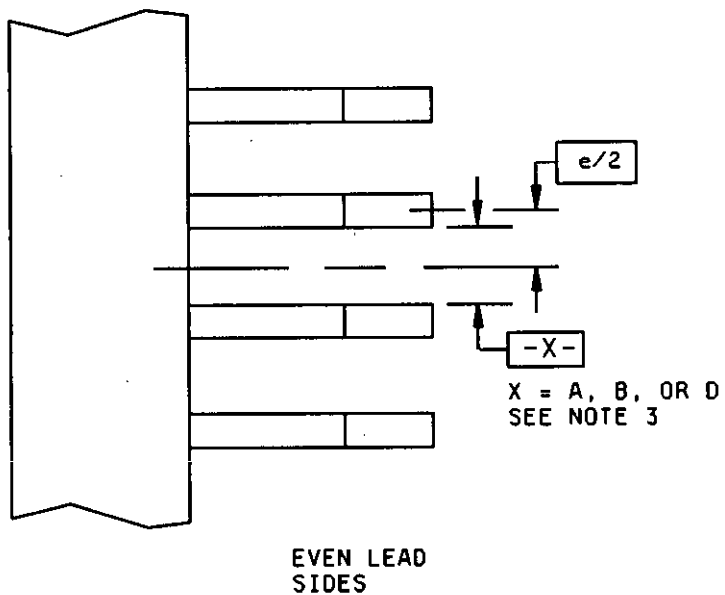 e/2
-X-
X = A, B, OR D
SEE NOTE 3
EVEN LEAD
SIDES